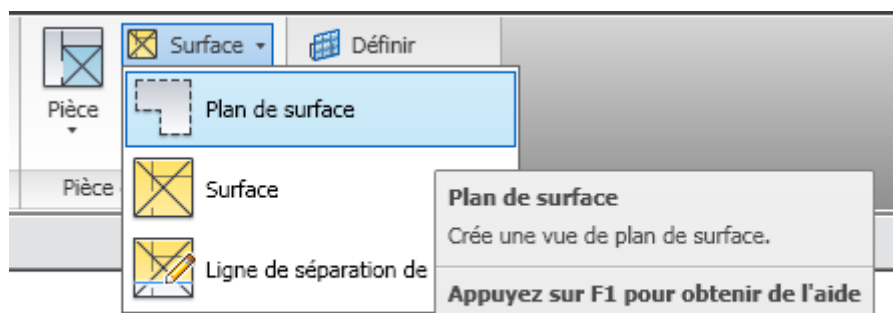 Surface
Définir
Pièce
Plan de surface
Pièce
Surface
Plan de surface
Crée une vue de plan de surface.
Ligne de séparation de
Appuyez sur F1 pour obtenir de l'aide